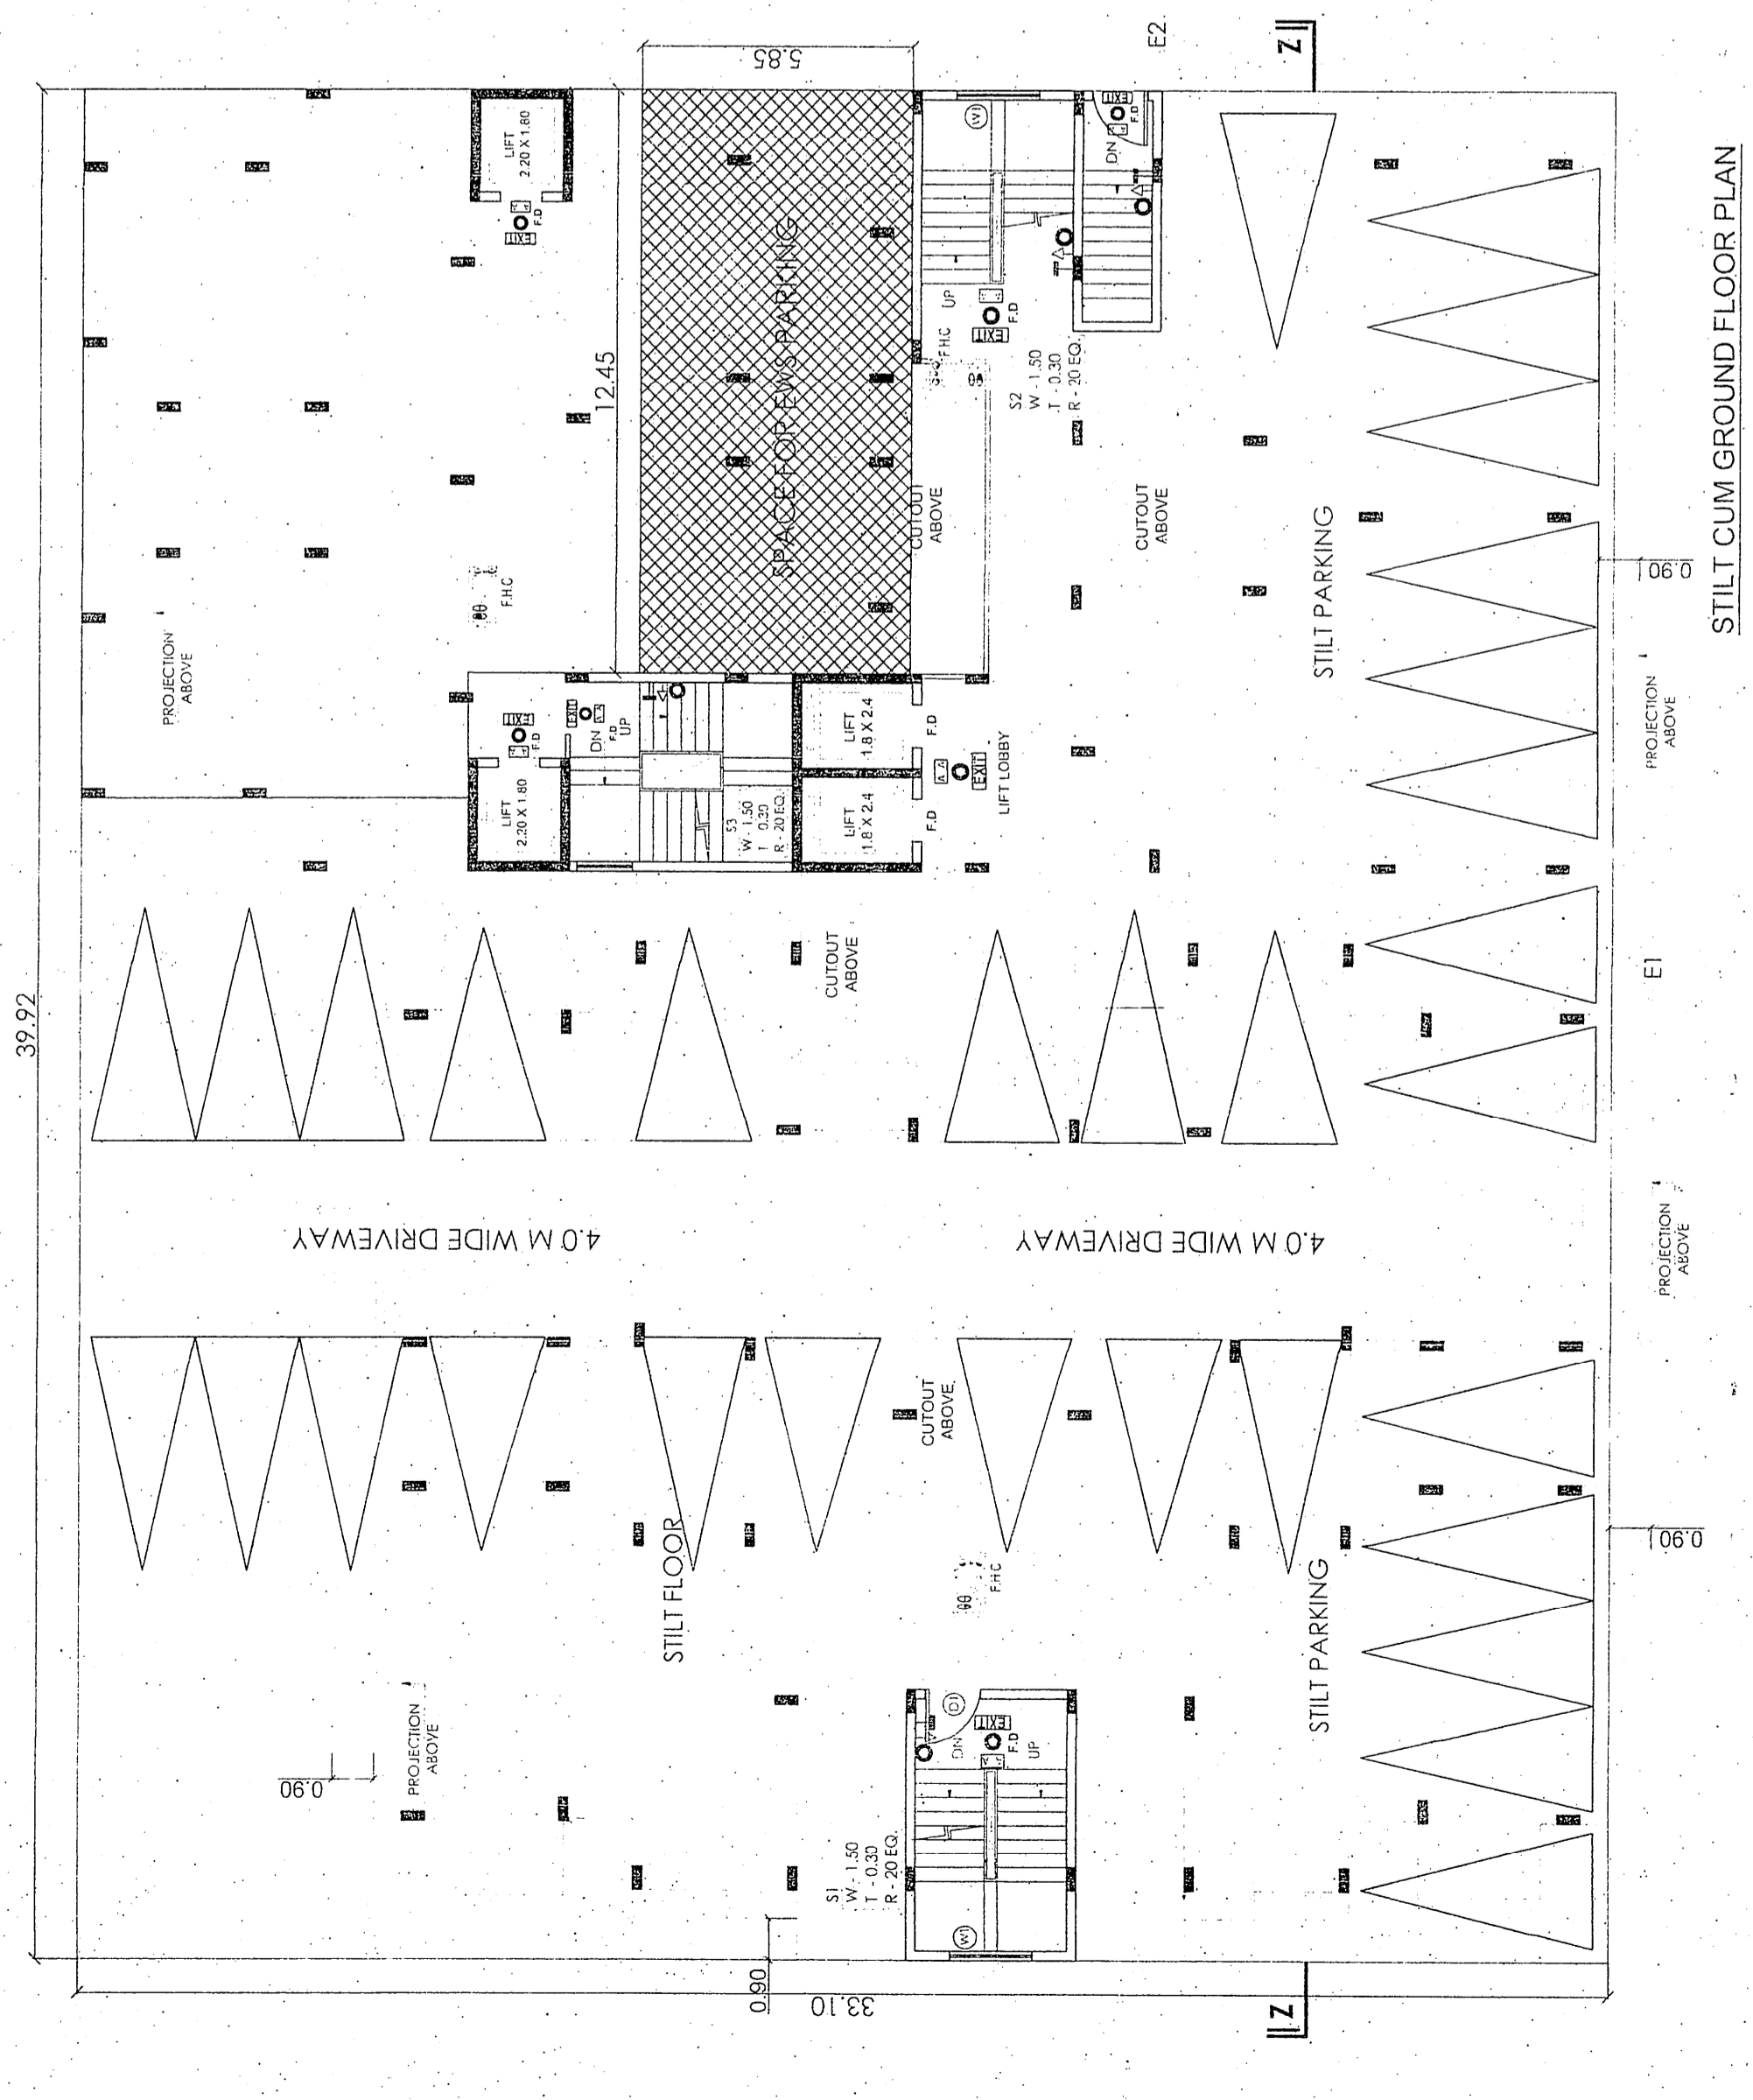 STILT CUM GROUND FLOOR PLAN
39.92
33.10
0.90
5.85
12.45
Z
Z
E2
E1
LIFT
2.20 X 1.80
F.D
EXIT
SPACE FOR EWS PARKING
W1
DN
EXIT
F.D
UP
F.H.C
EXIT
F.D
S2
W - 1.50
T - 0.30
R - 20 EQ.
CUTOUT
ABOVE
CUTOUT
ABOVE
STILT PARKING
0.90
PROJECTION
ABOVE
PROJECTION
ABOVE
F.H.C
EXIT
F.D
EXIT
DN
F.D
UP
LIFT
2.20 X 1.80
S3
W - 1.50
T 0.30
R - 20 EQ.
LIFT
1.8 X 2.4
F.D
LIFT
1.8 X 2.4
F.D
EXIT
LIFT LOBBY
CUTOUT
ABOVE
4.0 M WIDE DRIVEWAY
4.0 M WIDE DRIVEWAY
PROJECTION
ABOVE
0.90
CUTOUT
ABOVE
STILT FLOOR
F.H.C
STILT PARKING
PROJECTION
ABOVE
0.90
D1
DN
EXIT
F.D
UP
S1
W - 1.50
T - 0.30
R - 20 EQ.
W1